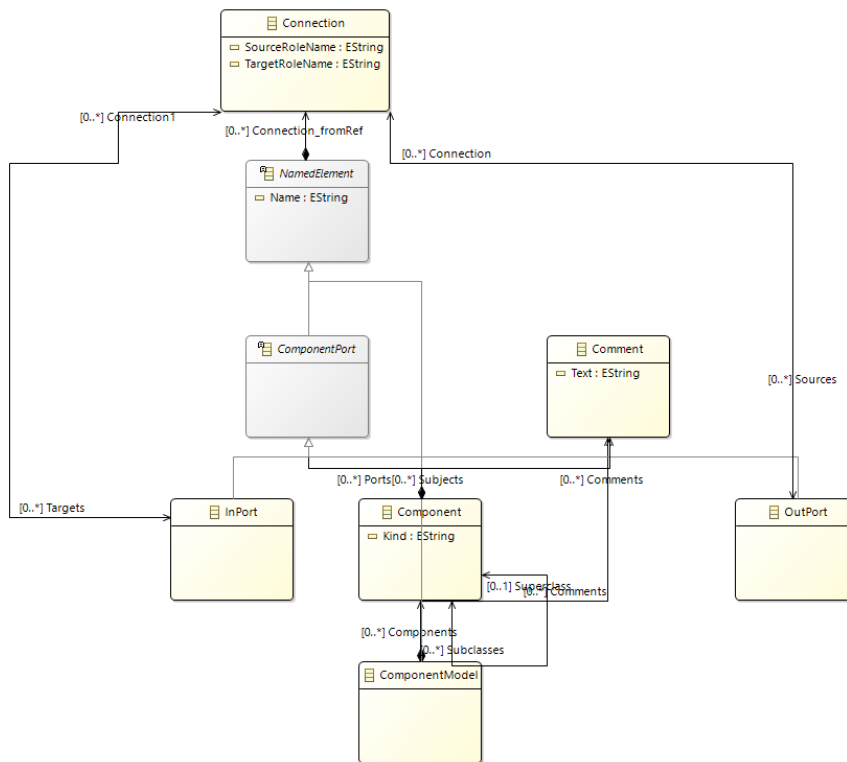 Connection
SourceRoleName : EString
TargetRoleName : EString
[0..*] Connection1
[0..*] Connection_fromRef
[0..*] Connection
NamedElement
Name : EString
ComponentPort
Comment
Text : EString
[0..*] Sources
[0..*] Ports
[0..*] Subjects
[0..*] Comments
[0..*] Targets
InPort
Component
Kind : EString
OutPort
[0..1] Superclass
[0..*] Comments
[0..*] Components
[0..*] Subclasses
ComponentModel